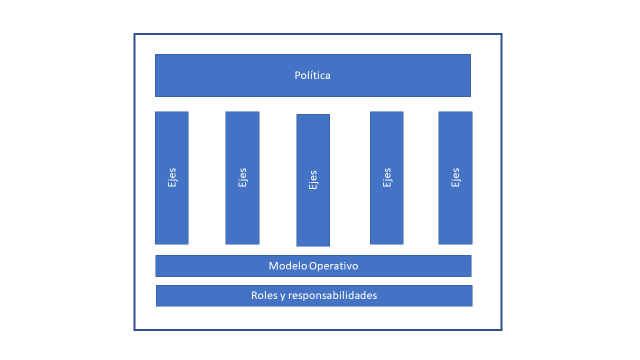 Política
Ejes
Ejes
Ejes
Ejes
Ejes
Modelo Operativo
Roles y responsabilidades